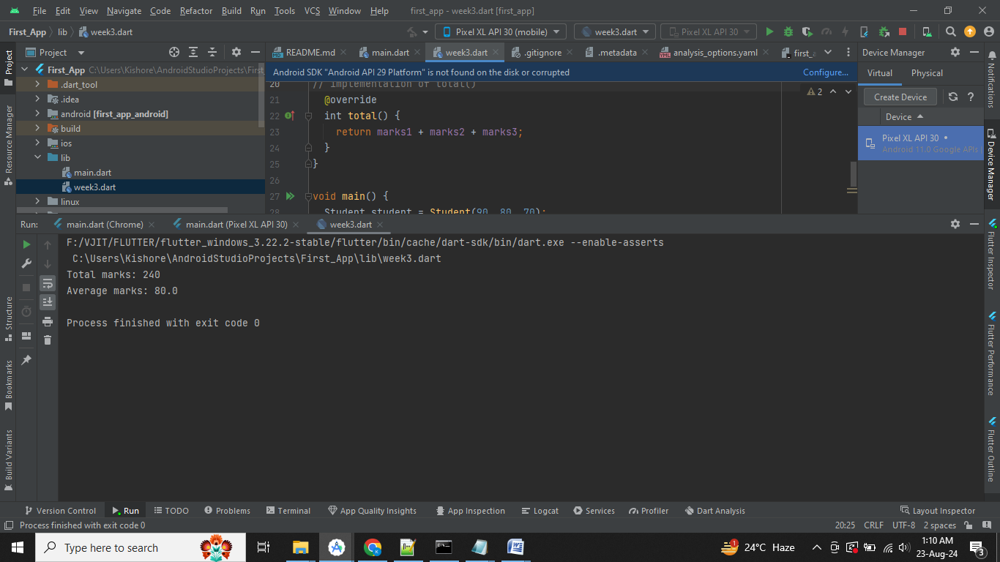 File Edit View Navigate Code Refactor Build Run Tools VCS Window Help first_app - week3.dart [first_app]
First_App lib week3.dart Pixel XL API 30 (mobile) week3.dart Pixel XL API 30
Project README.md main.dart week3.dart .gitignore .metadata analysis_options.yaml first_ Device Manager
First_App C:\Users\Kishore\AndroidStudioProjects\First_
Android SDK "Android API 29 Platform" is not found on the disk or corrupted Configure...
Virtual Physical
.dart_tool
.idea
android [first_app_android]
build
ios
lib
main.dart
week3.dart
linux
20 // implementation of total()
21 @override
22 int total() {
23 return marks1 + marks2 + marks3;
24 }
25 }
26
27 void main() {
28 Student student = Student(90, 80, 70);
2
Create Device ?
Device
Pixel XL API 30
Android 11.0 Google APIs |
Run: main.dart (Chrome) main.dart (Pixel XL API 30) week3.dart
F:/VJIT/FLUTTER/flutter_windows_3.22.2-stable/flutter/bin/cache/dart-sdk/bin/dart.exe --enable-asserts
C:\Users\Kishore\AndroidStudioProjects\First_App\lib\week3.dart
Total marks: 240
Average marks: 80.0
Process finished with exit code 0
Project
Resource Manager
Structure
Bookmarks
Build Variants
Notifications
Device Manager
Flutter Inspector
Flutter Performance
Flutter Outline
Version Control Run TODO Problems Terminal App Quality Insights App Inspection Logcat Services Profiler Dart Analysis Layout Inspector
Process finished with exit code 0 20:25 CRLF UTF-8 2 spaces
Type here to search 1 24°C Haze 1:10 AM
23-Aug-24 3